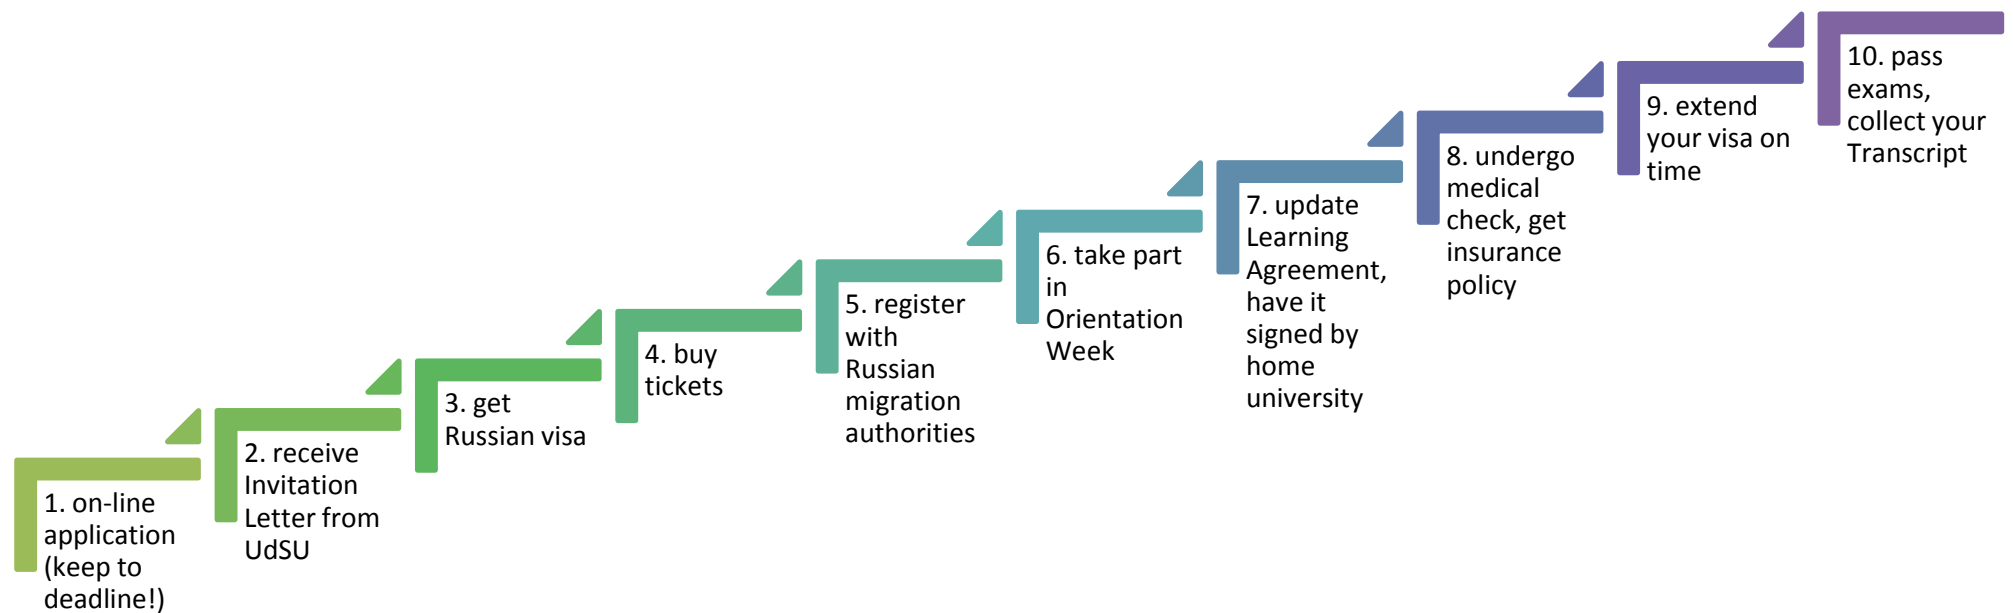 1. on-line
application
(keep to
deadline!)
2. receive
Invitation
Letter from
UdSU
3. get
Russian visa
4. buy
tickets
5. register
with
Russian
migration
authorities
6. take part
in
Orientation
Week
7. update
Learning
Agreement,
have it
signed by
home
university
8. undergo
medical
check, get
insurance
policy
9. extend
your visa on
time
10. pass
exams,
collect your
Transcript